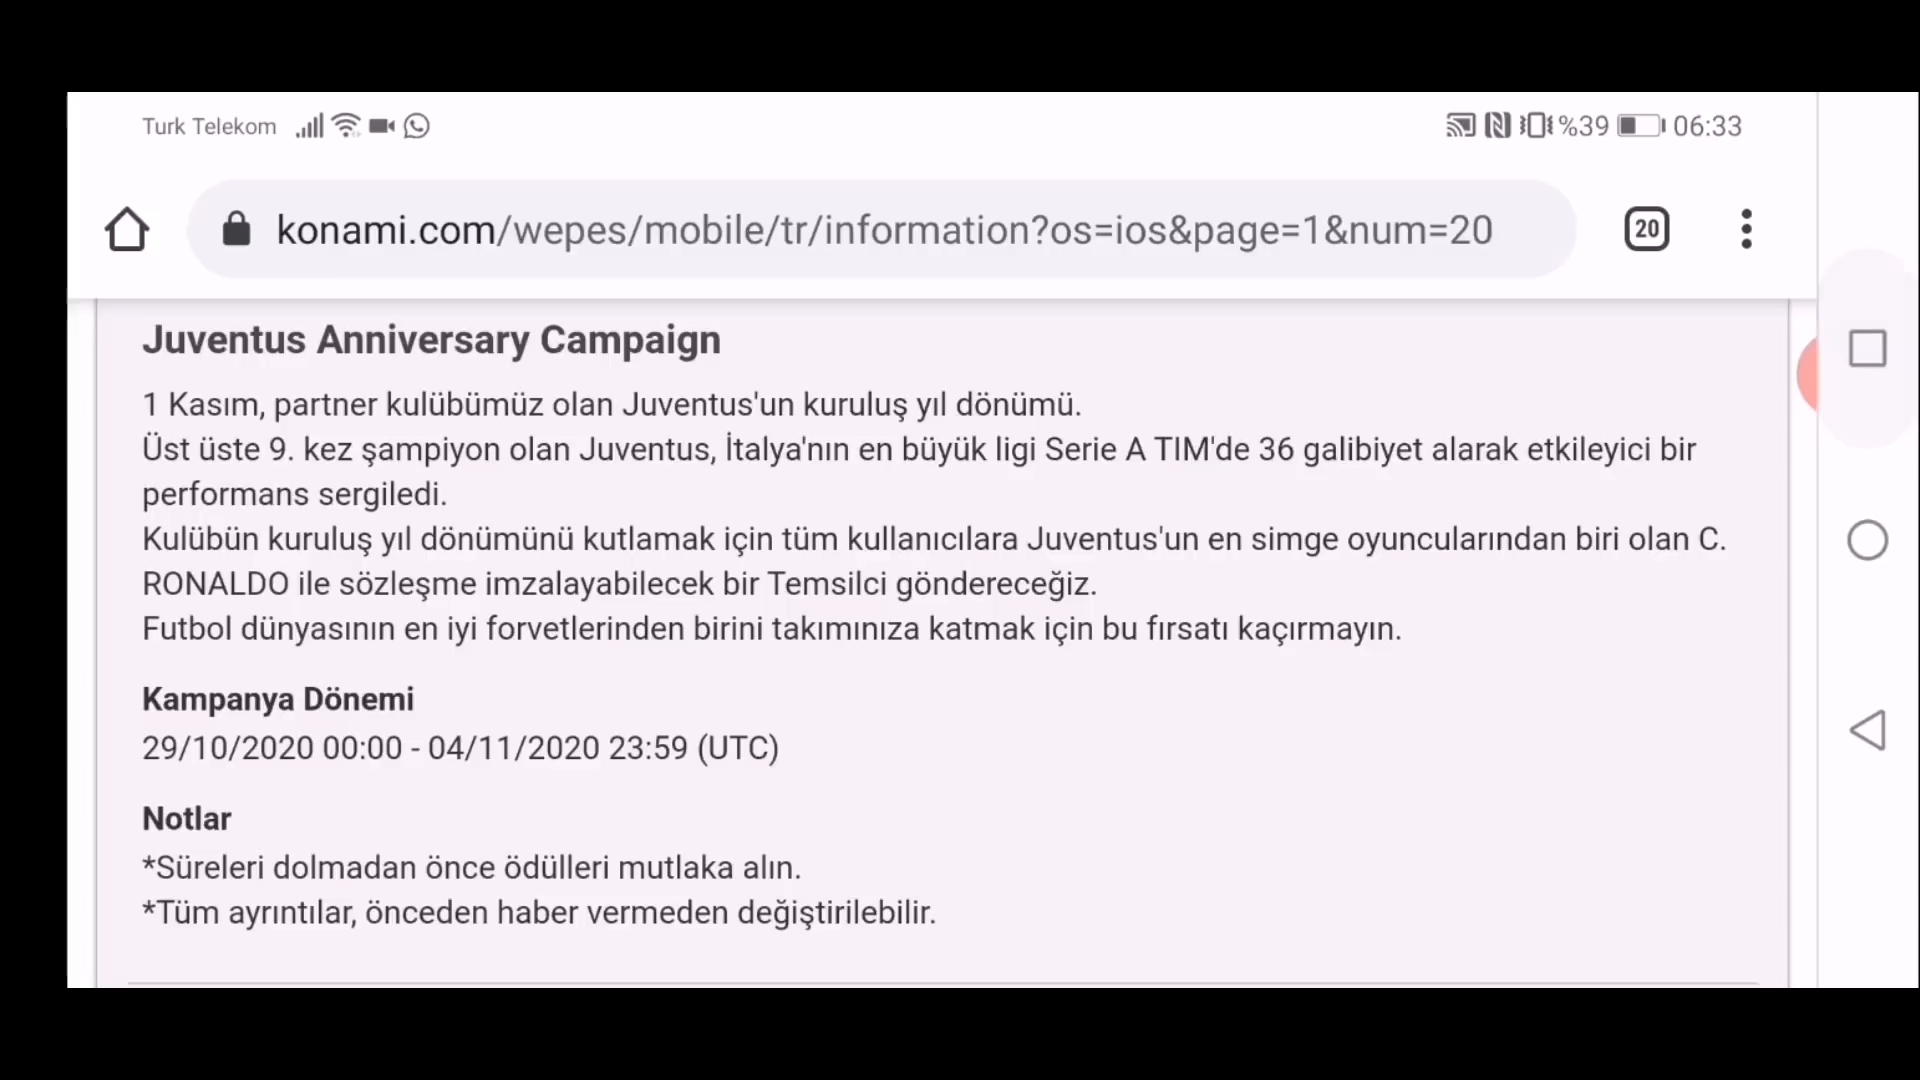 Turk Telekom
%39 06:33
konami.com/wepes/mobile/tr/information?os=ios&page=1&num=20
20
Juventus Anniversary Campaign
1 Kasım, partner kulübümüz olan Juventus'un kuruluş yıl dönümü.
Üst üste 9. kez şampiyon olan Juventus, İtalya'nın en büyük ligi Serie A TIM'de 36 galibiyet alarak etkileyici bir
performans sergiledi.
Kulübün kuruluş yıl dönümünü kutlamak için tüm kullanıcılara Juventus'un en simge oyuncularından biri olan C.
RONALDO ile sözleşme imzalayabilecek bir Temsilci göndereceğiz.
Futbol dünyasının en iyi forvetlerinden birini takımınıza katmak için bu fırsatı kaçırmayın.
Kampanya Dönemi
29/10/2020 00:00 - 04/11/2020 23:59 (UTC)
Notlar
*Süreleri dolmadan önce ödülleri mutlaka alın.
*Tüm ayrıntılar, önceden haber vermeden değiştirilebilir.